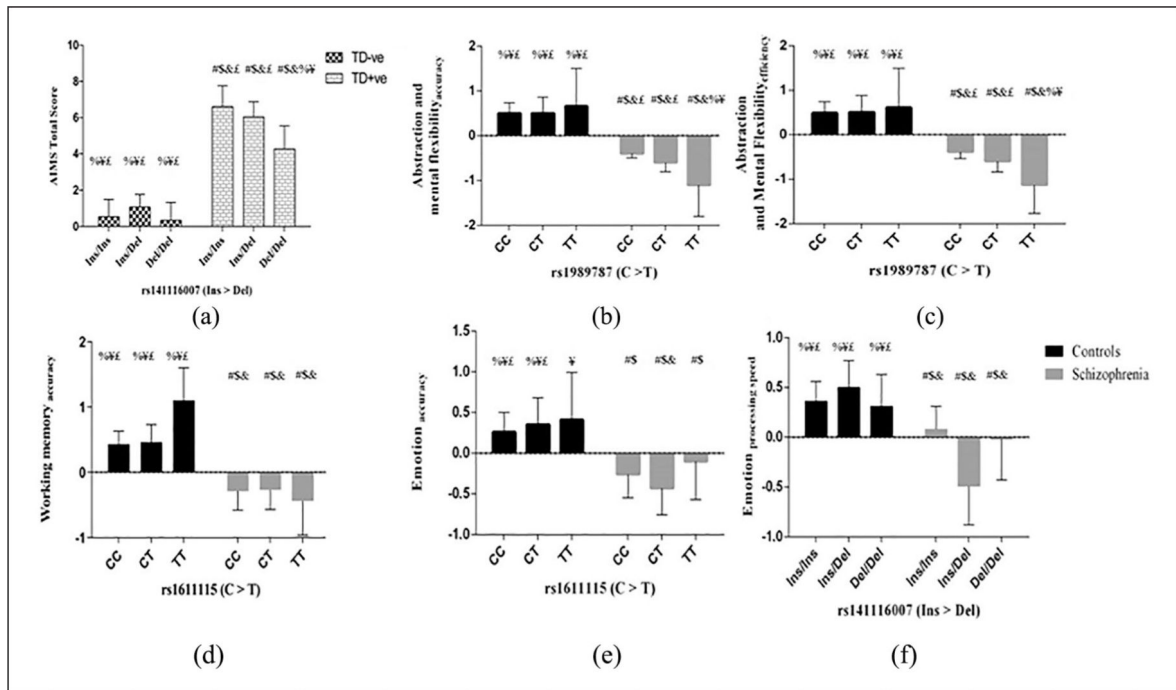 10
8
6
4
2
0
AIMS Total Score
%¥£ %¥£ %¥£
#$&£ #$&£ #$&%¥
TD-ve
TD+ve
Ins/Ins
Ins/Del
Del/Del
Ins/Ins
Ins/Del
Del/Del
rs141116007 (Ins > Del)
(a)
2
1
0
-1
-2
Abstraction and
mental flexibility accuracy
%¥£ %¥£ %¥£
#$&£ #$&£ #$&%¥
CC
CT
TT
CC
CT
TT
rs1989787 (C >T)
(b)
2
1
0
-1
-2
Abstraction
and Mental Flexibility efficiency
%¥£ %¥£ %¥£
#$&£ #$&£ #$&%¥
CC
CT
TT
CC
CT
TT
rs1989787 (C >T)
(c)
2
1
0
-1
Working memory accuracy
%¥£ %¥£ %¥£
#$& #$& #$&
CC
CT
TT
CC
CT
TT
rs1611115 (C > T)
(d)
1.5
1.0
0.5
0.0
-0.5
-1.0
Emotion accuracy
%¥£ %¥£ ¥
#$ #$& #$
CC
CT
TT
CC
CT
TT
rs1611115 (C > T)
(e)
1.0
0.5
0.0
-0.5
-1.0
Emotion processing speed
%¥£ %¥£ %¥£
#$& #$& #$&
Controls
Schizophrenia
Ins/Ins
Ins/Del
Del/Del
Ins/Ins
Ins/Del
Del/Del
rs141116007 (Ins > Del)
(f)